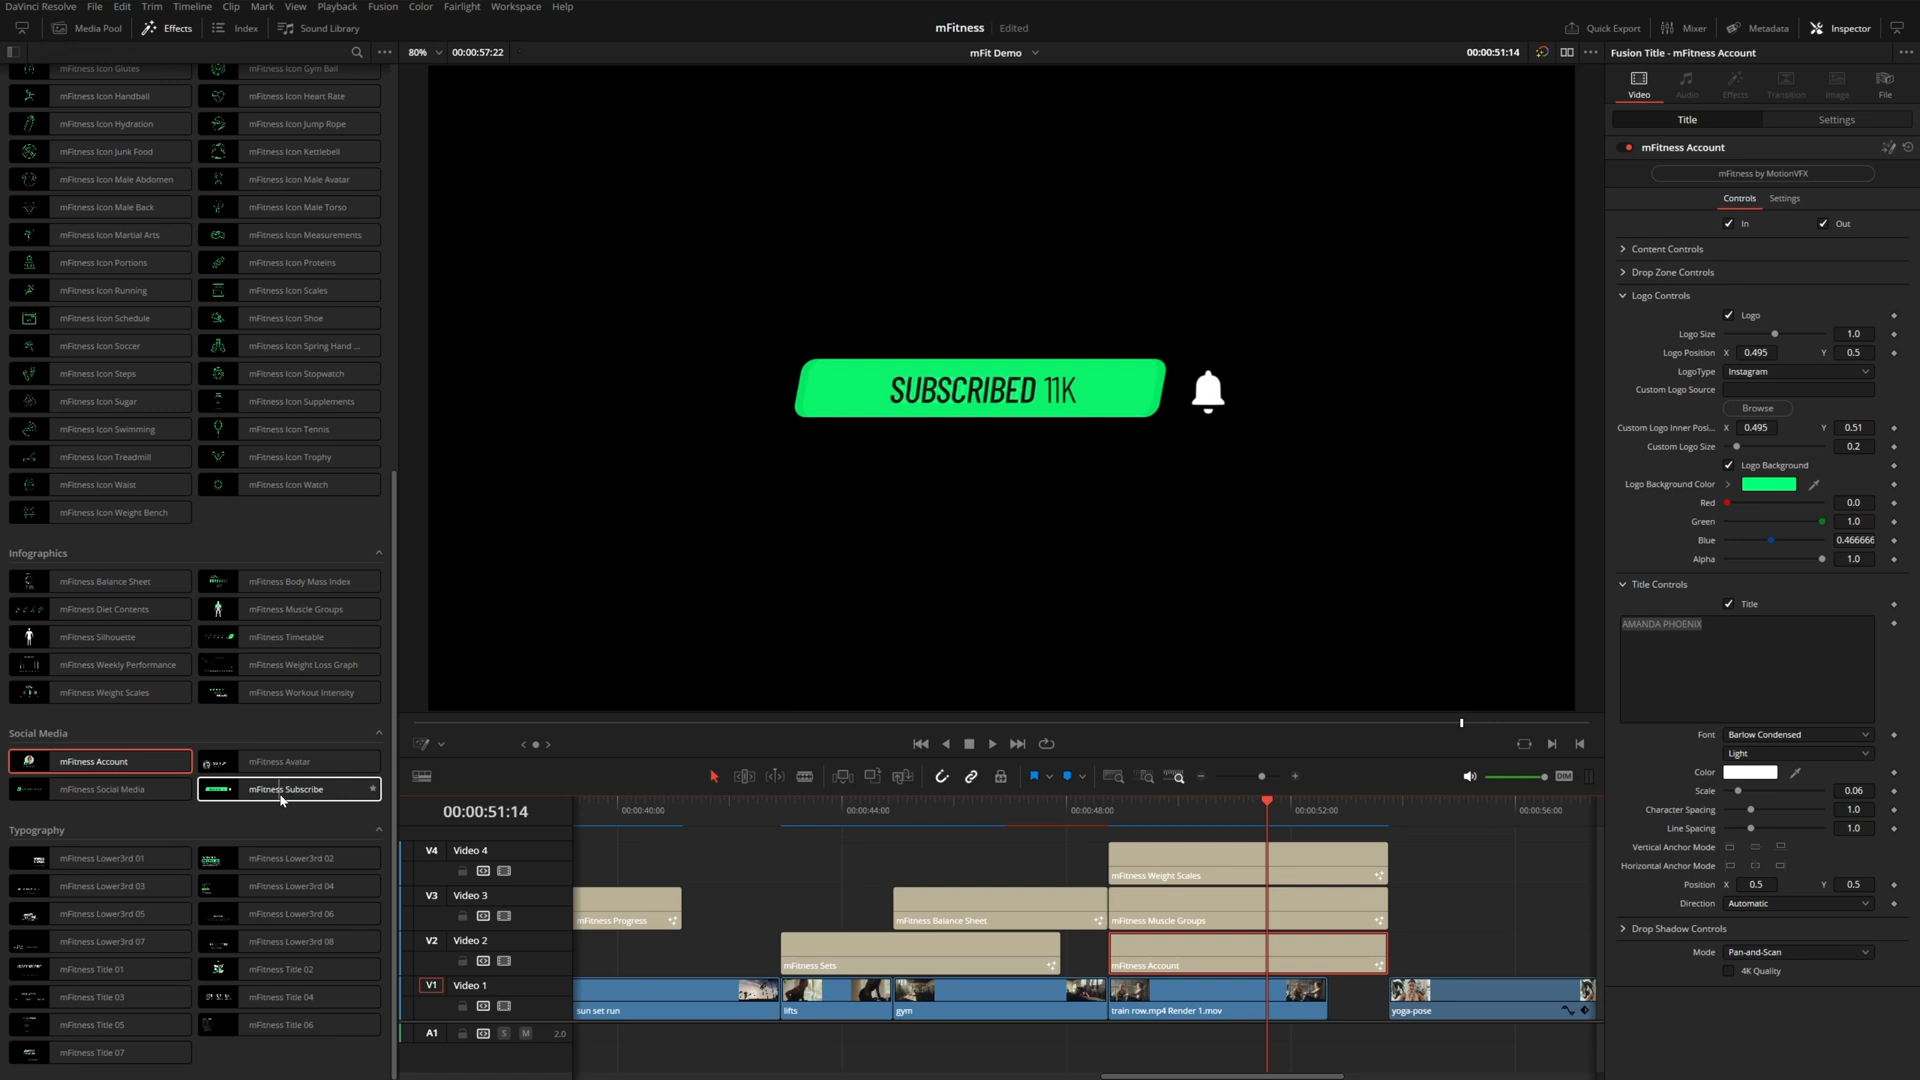 DaVinci Resolve File Edit Trim Timeline Clip Mark View Playback Fusion Color Fairlight Workspace Help
Media Pool Effects Index Sound Library
mFitness Edited
Quick Export Mixer Metadata Inspector
80% 00:00:57:22 mFit Demo 00:00:51:14
Fusion Title - mFitness Account
mFitness Icon Glutes mFitness Icon Gym Ball
mFitness Icon Handball mFitness Icon Heart Rate
mFitness Icon Hydration mFitness Icon Jump Rope
mFitness Icon Junk Food mFitness Icon Kettlebell
mFitness Icon Male Abdomen mFitness Icon Male Avatar
mFitness Icon Male Back mFitness Icon Male Torso
mFitness Icon Martial Arts mFitness Icon Measurements
mFitness Icon Portions mFitness Icon Proteins
mFitness Icon Running mFitness Icon Scales
mFitness Icon Schedule mFitness Icon Shoe
mFitness Icon Soccer mFitness Icon Spring Hand ...
mFitness Icon Steps mFitness Icon Stopwatch
mFitness Icon Sugar mFitness Icon Supplements
mFitness Icon Swimming mFitness Icon Tennis
mFitness Icon Treadmill mFitness Icon Trophy
mFitness Icon Waist mFitness Icon Watch
mFitness Icon Weight Bench
Infographics
mFitness Balance Sheet mFitness Body Mass Index
mFitness Diet Contents mFitness Muscle Groups
mFitness Silhouette mFitness Timetable
mFitness Weekly Performance mFitness Weight Loss Graph
mFitness Weight Scales mFitness Workout Intensity
Social Media
mFitness Account mFitness Avatar
mFitness Social Media mFitness Subscribe
Typography
mFitness Lower3rd 01 mFitness Lower3rd 02
mFitness Lower3rd 03 mFitness Lower3rd 04
mFitness Lower3rd 05 mFitness Lower3rd 06
mFitness Lower3rd 07 mFitness Lower3rd 08
mFitness Title 01 mFitness Title 02
mFitness Title 03 mFitness Title 04
mFitness Title 05 mFitness Title 06
mFitness Title 07
SUBSCRIBED 11K
DIM
00:00:51:14 00:00:40:00 00:00:44:00 00:00:48:00 00:00:52:00 00:00:56:00
V4 Video 4
mFitness Weight Scales
V3 Video 3
mFitness Progress mFitness Balance Sheet mFitness Muscle Groups
V2 Video 2
mFitness Sets mFitness Account
V1 Video 1
sun set run lifts gym train row.mp4 Render 1.mov yoga-pose
A1 S M 2.0
Video Audio Effects Transition Image File
Title Settings
mFitness Account
mFitness by MotionVFX
Controls Settings
In Out
Content Controls
Drop Zone Controls
Logo Controls
Logo
Logo Size 1.0
Logo Position X 0.495 Y 0.5
LogoType Instagram
Custom Logo Source
Browse
Custom Logo Inner Posi... X 0.495 Y 0.51
Custom Logo Size 0.2
Logo Background
Logo Background Color
Red 0.0
Green 1.0
Blue 0.466666
Alpha 1.0
Title Controls
Title
AMANDA PHOENIX
Font Barlow Condensed
Light
Color
Scale 0.06
Character Spacing 1.0
Line Spacing 1.0
Vertical Anchor Mode
Horizontal Anchor Mode
Position X 0.5 Y 0.5
Direction Automatic
Drop Shadow Controls
Mode Pan-and-Scan
4K Quality